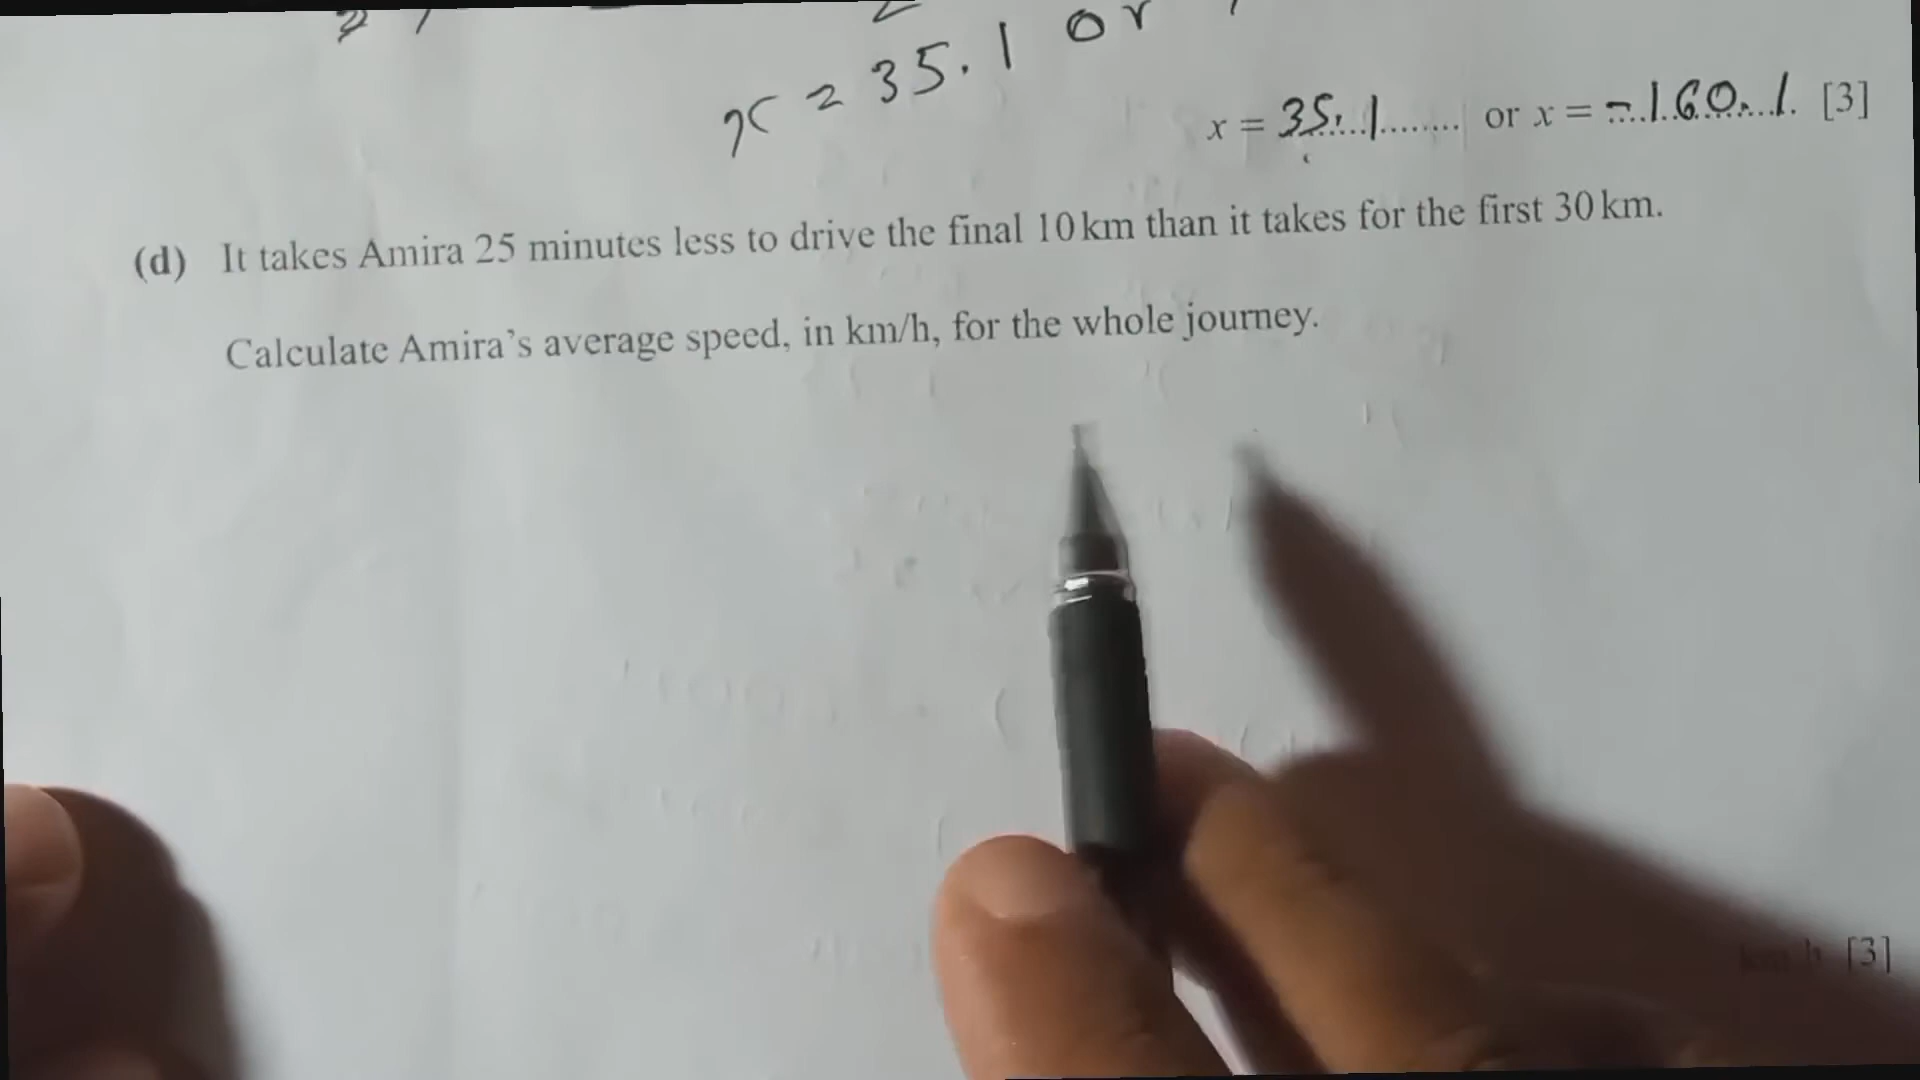 x = 35.1 or
x = 35.1 ........ or x = -160.1. [3]
(d) It takes Amira 25 minutes less to drive the final 10 km than it takes for the first 30 km.
Calculate Amira's average speed, in km/h, for the whole journey.
km/h [3]